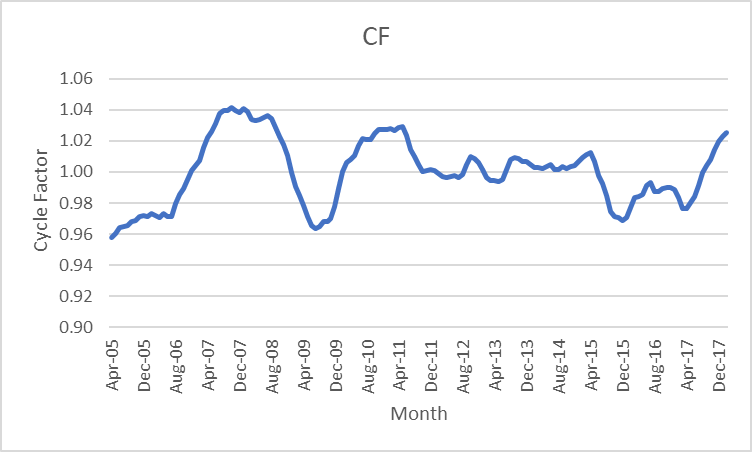 CF
Cycle Factor
1.06
1.04
1.02
1.00
0.98
0.96
0.94
0.92
0.90
Apr-05
Dec-05
Aug-06
Apr-07
Dec-07
Aug-08
Apr-09
Dec-09
Aug-10
Apr-11
Dec-11
Aug-12
Apr-13
Dec-13
Aug-14
Apr-15
Dec-15
Aug-16
Apr-17
Dec-17
Month